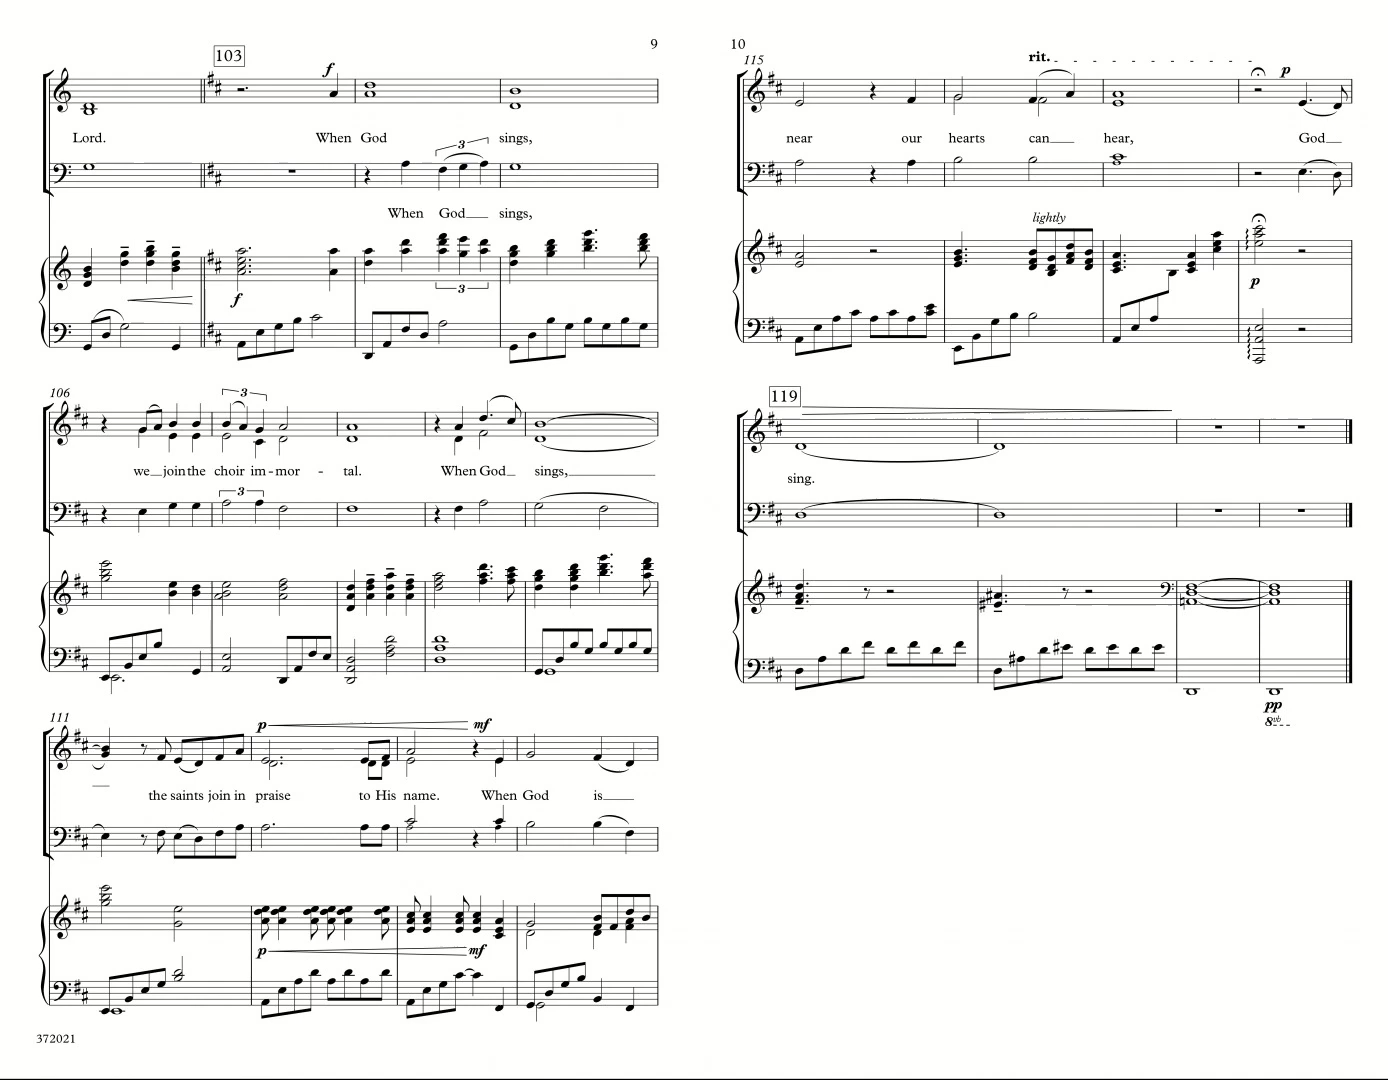 9
103
f
Lord. When God sings,
3
When God sings,
f
3
106
3
we join the choir im - mor - tal. When God sings,
3
111
p mf
the saints join in praise to His name. When God is
p mf
372021
10
115
rit.
p
near our hearts can hear, God
lightly
p
119
sing.
pp
8vb